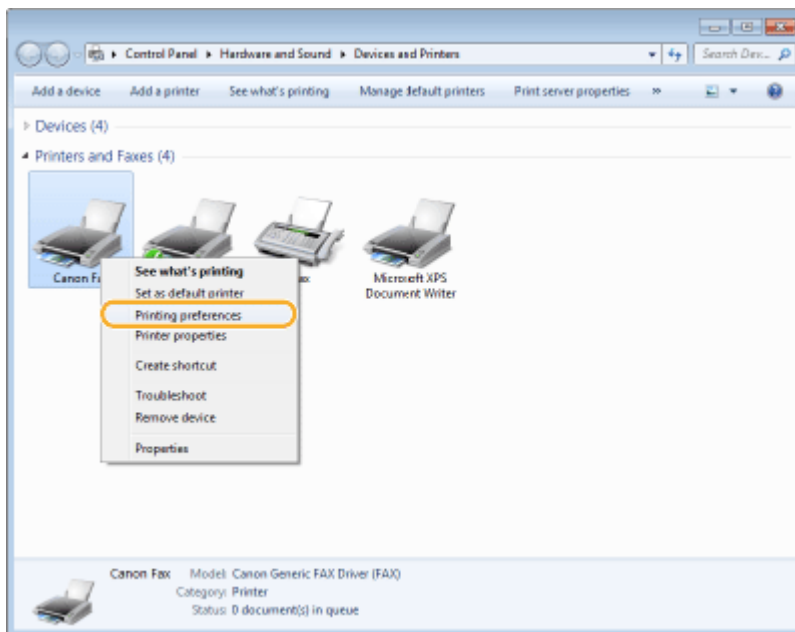 Control Panel ▸ Hardware and Sound ▸ Devices and Printers
Search Dev...
Add a device
Add a printer
See what's printing
Manage default printers
Print server properties
»
Devices (4)
Printers and Faxes (4)
Canon
Microsoft XPS
Document Writer
See what's printing
Set as default printer
Printing preferences
Printer properties
Create shortcut
Troubleshoot
Remove device
Properties
Canon Fax
Model: Canon Generic FAX Driver (FAX)
Category: Printer
Status: 0 document(s) in queue